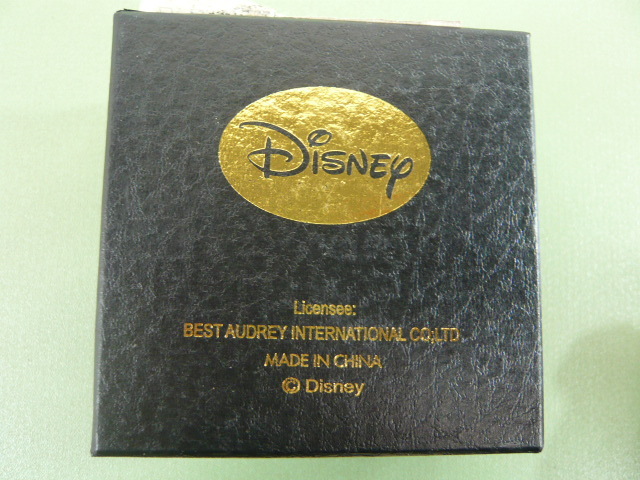 Disney
Licensee:
BEST AUDREY INTERNATIONAL CO;LTD.
MADE IN CHINA
© Disney